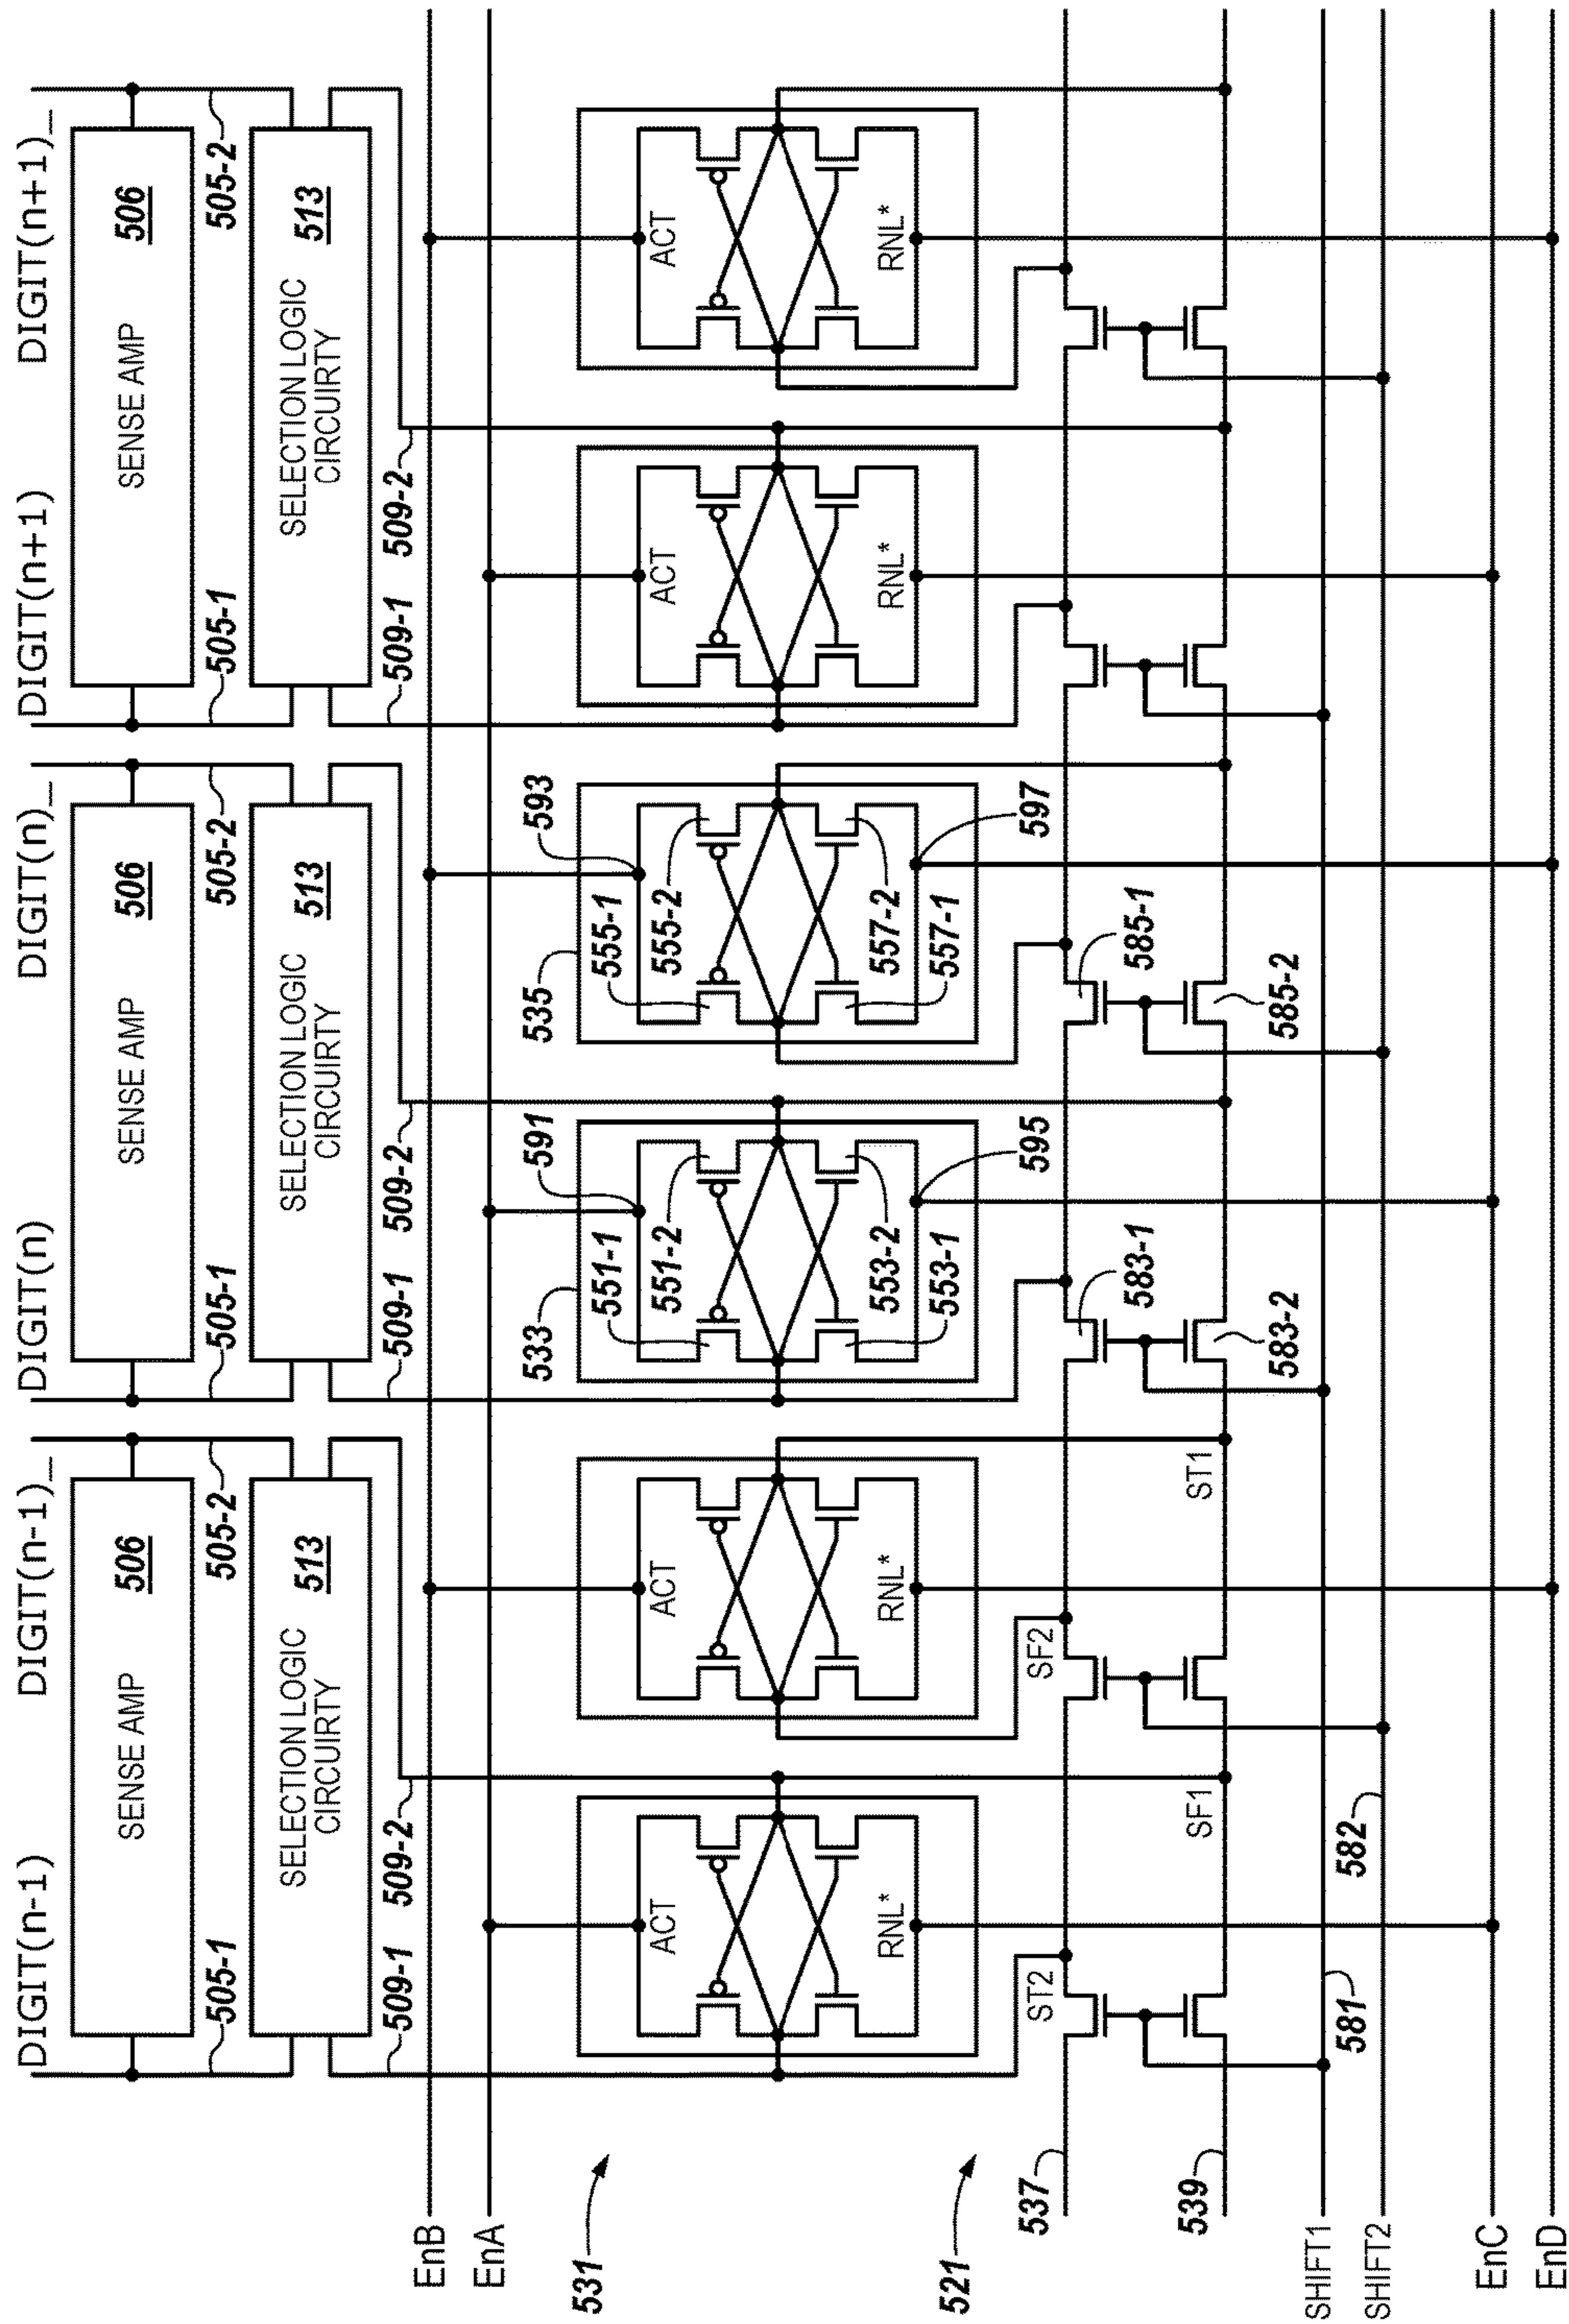 DIGIT(n-1)
DIGIT(n-1)_
DIGIT(n)
DIGIT(n)_
DIGIT(n+1)
DIGIT(n+1)_
SENSE AMP
506
SENSE AMP
506
SENSE AMP
506
505-1
505-2
505-1
505-2
505-1
505-2
SELECTION LOGIC
CIRCUIRTY
513
SELECTION LOGIC
CIRCUIRTY
513
SELECTION LOGIC
CIRCUIRTY
513
509-1
509-2
509-1
509-2
509-1
509-2
EnB
EnA
533
591
535
593
531
551-1
555-1
ACT
ACT
551-2
555-2
ACT
ACT
RNL*
RNL*
553-2
557-2
RNL*
RNL*
521
553-1
557-1
537
ST2
SF2
595
597
583-1
585-1
539
SF1
ST1
583-2
585-2
SHIFT1
581
582
SHIFT2
EnC
EnD